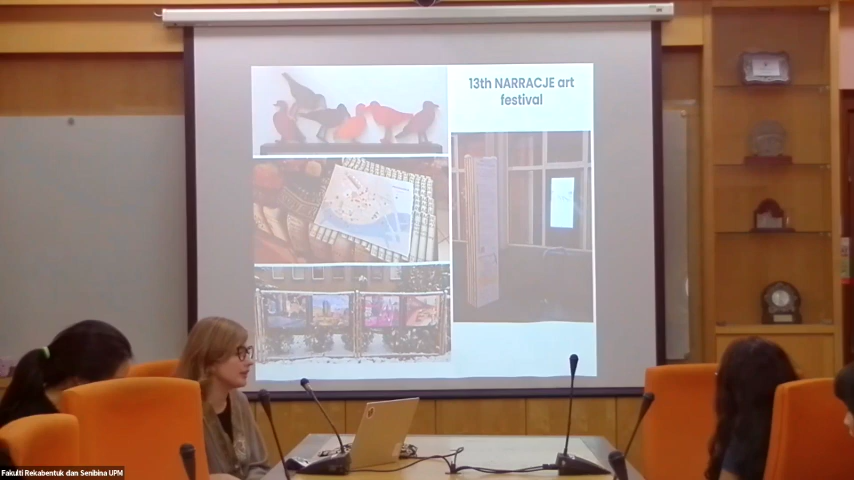 13th NARRACJE art
festival
Fakulti Rekabentuk dan Senibina UPM